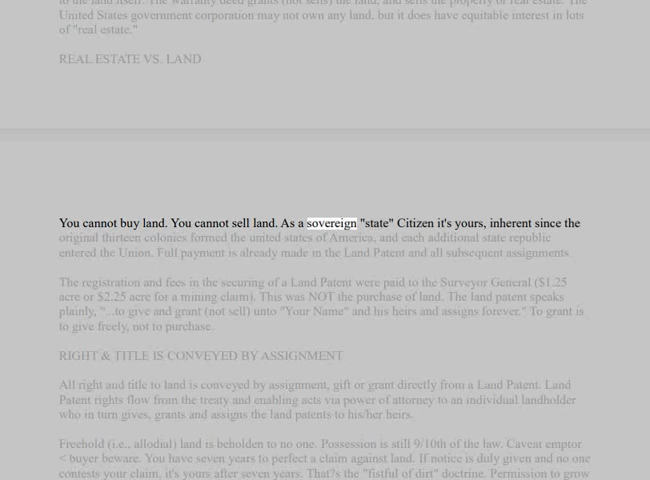 to the land itself. The warranty deed grants (not sells) the land, and sells the property or real estate. The
United States government corporation may not own any land, but it does have equitable interest in lots
of "real estate."
REAL ESTATE VS. LAND
You cannot buy land. You cannot sell land. As a sovereign "state" Citizen it's yours, inherent since the
original thirteen colonies formed the united states of America, and each additional state republic
entered the Union. Full payment is already made in the Land Patent and all subsequent assignments.
The registration and fees in the securing of a Land Patent were paid to the Surveyor General ($1.25
acre or $2.25 acre for a mining claim). This was NOT the purchase of land. The land patent speaks
plainly, "...to give and grant (not sell) unto "Your Name" and his heirs and assigns forever." To grant is
to give freely, not to purchase.
RIGHT & TITLE IS CONVEYED BY ASSIGNMENT
All right and title to land is conveyed by assignment, gift or grant directly from a Land Patent. Land
Patent rights flow from the treaty and enabling acts via power of attorney to an individual landholder
who in turn gives, grants and assigns the land patents to his/her heirs.
Freehold (i.e., allodial) land is beholden to no one. Possession is still 9/10th of the law. Caveat emptor
< buyer beware. You have seven years to perfect a claim against land. If notice is duly given and no one
contests your claim, it's yours after seven years. That?s the "fistful of dirt" doctrine. Permission to grow